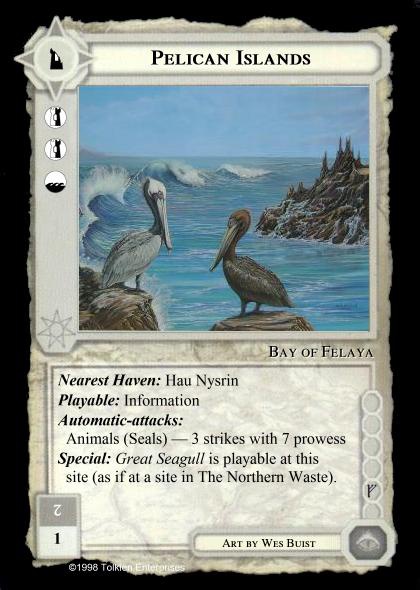 PELICAN ISLANDS
BAY OF FELAYA
Nearest Haven: Hau Nysrin
Playable: Information
Automatic-attacks:
Animals (Seals) — 3 strikes with 7 prowess
Special: Great Seagull is playable at this
site (as if at a site in The Northern Waste).
2
1
ART BY WES BUIST
©1998 Tolkien Enterprises